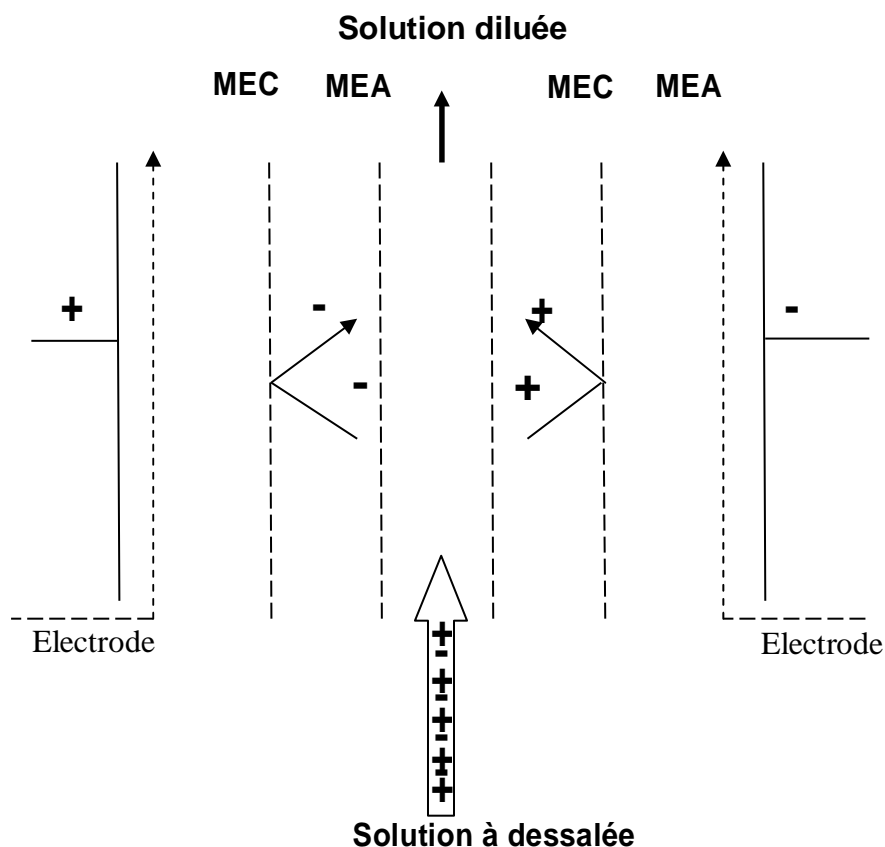 Solution diluée
MEC MEA MEC MEA
+ - + -
- +
Electrode Electrode
+
-
+
-
+
-
+
-
+
Solution à dessalée